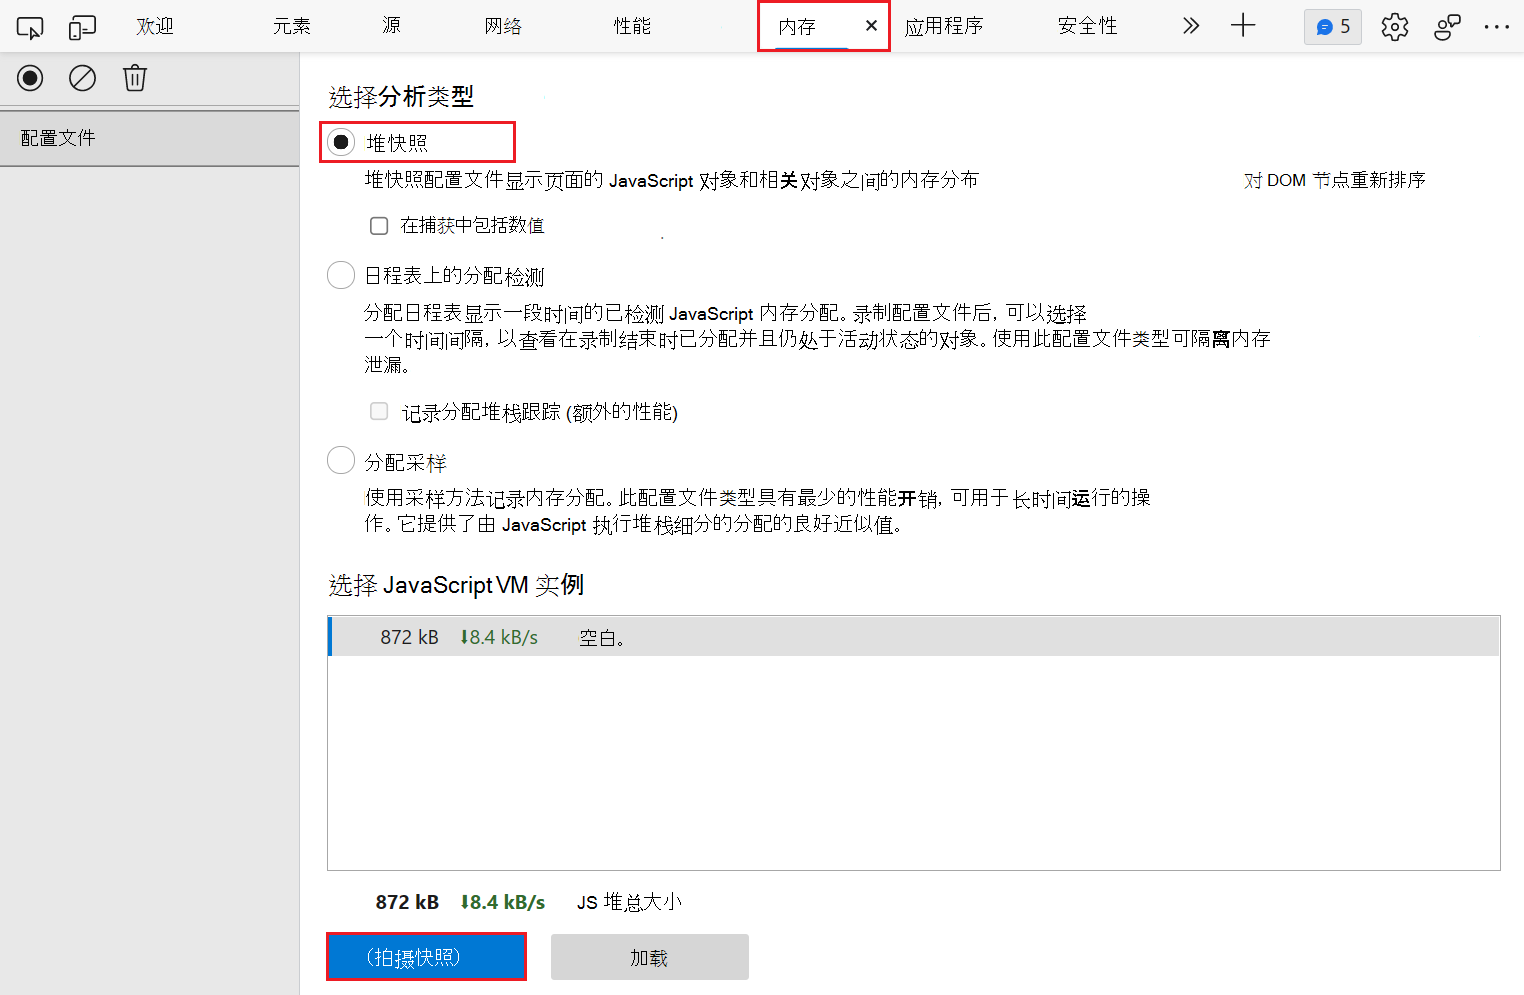 欢迎 元素 源 网络 性能 内存 应用程序 安全性 5
配置文件
选择分析类型
堆快照
堆快照配置文件显示页面的 JavaScript 对象和相关对象之间的内存分布 对 DOM 节点重新排序
在捕获中包括数值
日程表上的分配检测
分配日程表显示一段时间的已检测 JavaScript 内存分配。录制配置文件后，可以选择
一个时间间隔，以查看在录制结束时已分配并且仍处于活动状态的对象。使用此配置文件类型可隔离内存
泄漏。
记录分配堆栈跟踪 (额外的性能)
分配采样
使用采样方法记录内存分配。此配置文件类型具有最少的性能开销，可用于长时间运行的操
作。它提供了由 JavaScript 执行堆栈细分的分配的良好近似值。
选择 JavaScript VM 实例
872 kB ⬇8.4 kB/s 空白。
872 kB ⬇8.4 kB/s JS 堆总大小
（拍摄快照） 加载